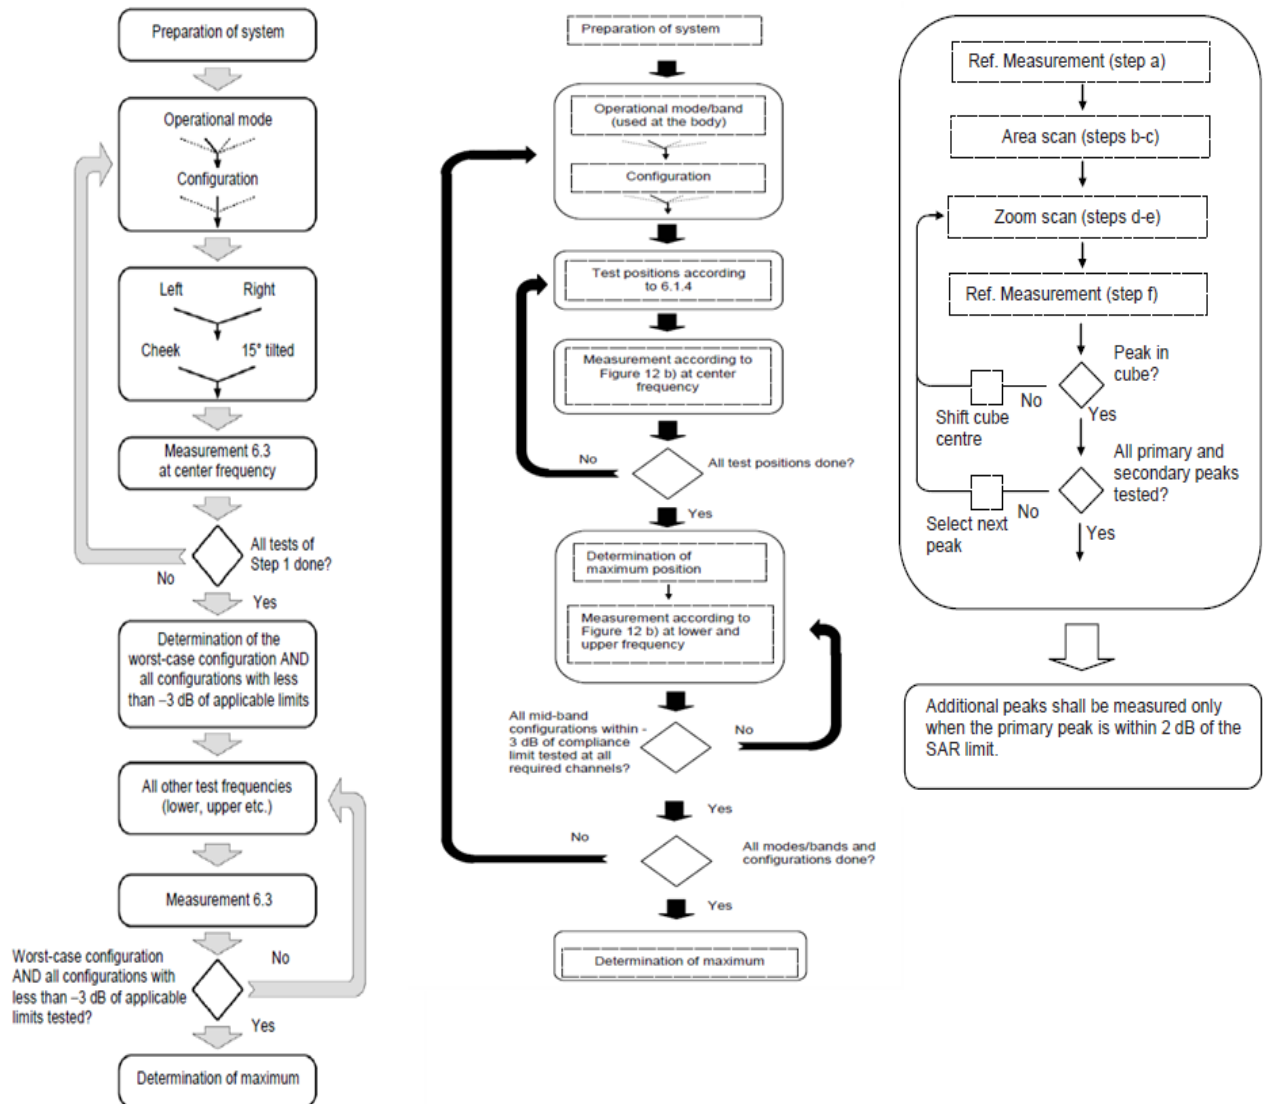 Preparation of system
Operational mode
Configuration
Left
Right
Cheek
15° tilted
Measurement 6.3
at center frequency
All tests of
Step 1 done?
No
Yes
Determination of the
worst-case configuration AND
all configurations with less
than –3 dB of applicable limits
All other test frequencies
(lower, upper etc.)
Measurement 6.3
Worst-case configuration
AND all configurations with
less than –3 dB of applicable
limits tested?
No
Yes
Determination of maximum
Preparation of system
Operational mode/band
(used at the body)
Configuration
Test positions according
to 6.1.4
Measurement according to
Figure 12 b) at center
frequency
No
All test positions done?
Yes
Determination of
maximum position
Measurement according to
Figure 12 b) at lower and
upper frequency
All mid-band
configurations within -
3 dB of compliance
limit tested at all
required channels?
No
Yes
No
All modes/bands and
configurations done?
Yes
Determination of maximum
Ref. Measurement (step a)
Area scan (steps b-c)
Zoom scan (steps d-e)
Ref. Measurement (step f)
Peak in
cube?
No
Yes
Shift cube
centre
All primary and
secondary peaks
tested?
No
Yes
Select next
peak
Additional peaks shall be measured only
when the primary peak is within 2 dB of the
SAR limit.